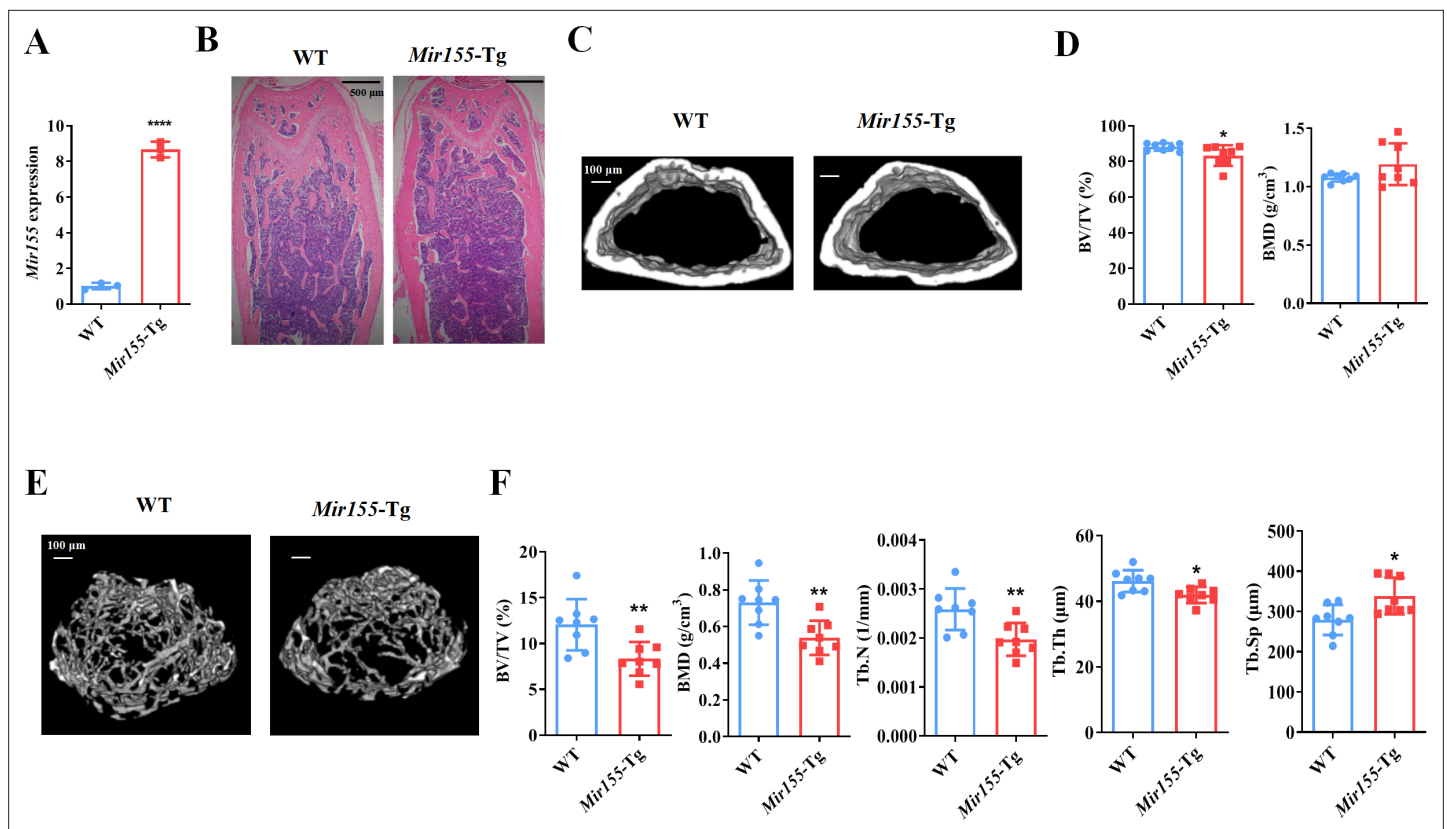 A
Mir155 expression
10
8
6
4
2
0
****
WT
Mir155-Tg
B
WT
Mir155-Tg
500 μm
C
WT
Mir155-Tg
100 μm
D
BV/TV (%)
100
80
60
40
20
0
*
WT
Mir155-Tg
BMD (g/cm³)
1.5
1.0
0.5
0.0
WT
Mir155-Tg
E
WT
Mir155-Tg
100 μm
F
BV/TV (%)
20
15
10
5
0
**
WT
Mir155-Tg
BMD (g/cm³)
1.0
0.8
0.6
0.4
0.2
0.0
**
WT
Mir155-Tg
Tb.N (1/mm)
0.004
0.003
0.002
0.001
0.000
**
WT
Mir155-Tg
Tb.Th (μm)
60
40
20
0
*
WT
Mir155-Tg
Tb.Sp (μm)
500
400
300
200
100
0
*
WT
Mir155-Tg